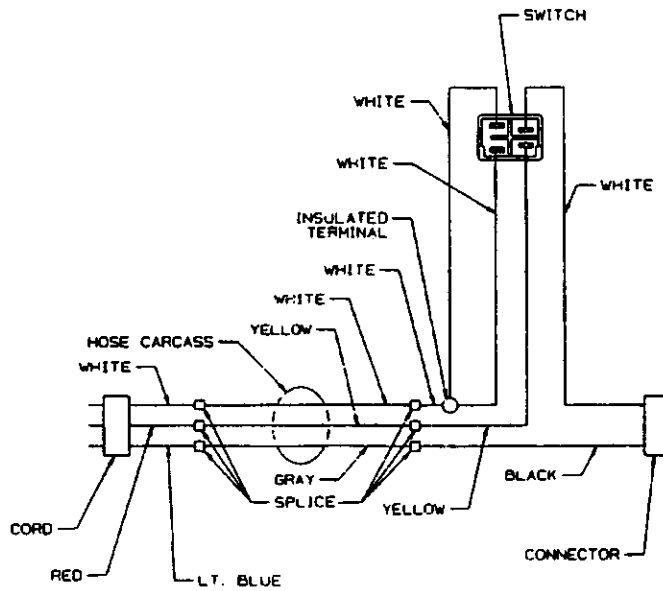 SWITCH
WHITE
WHITE
WHITE
INSULATED
TERMINAL
WHITE
WHITE
YELLOW
HOSE CARCASS
WHITE
GRAY
SPLICE
BLACK
YELLOW
CORD
CONNECTOR
RED
LT. BLUE